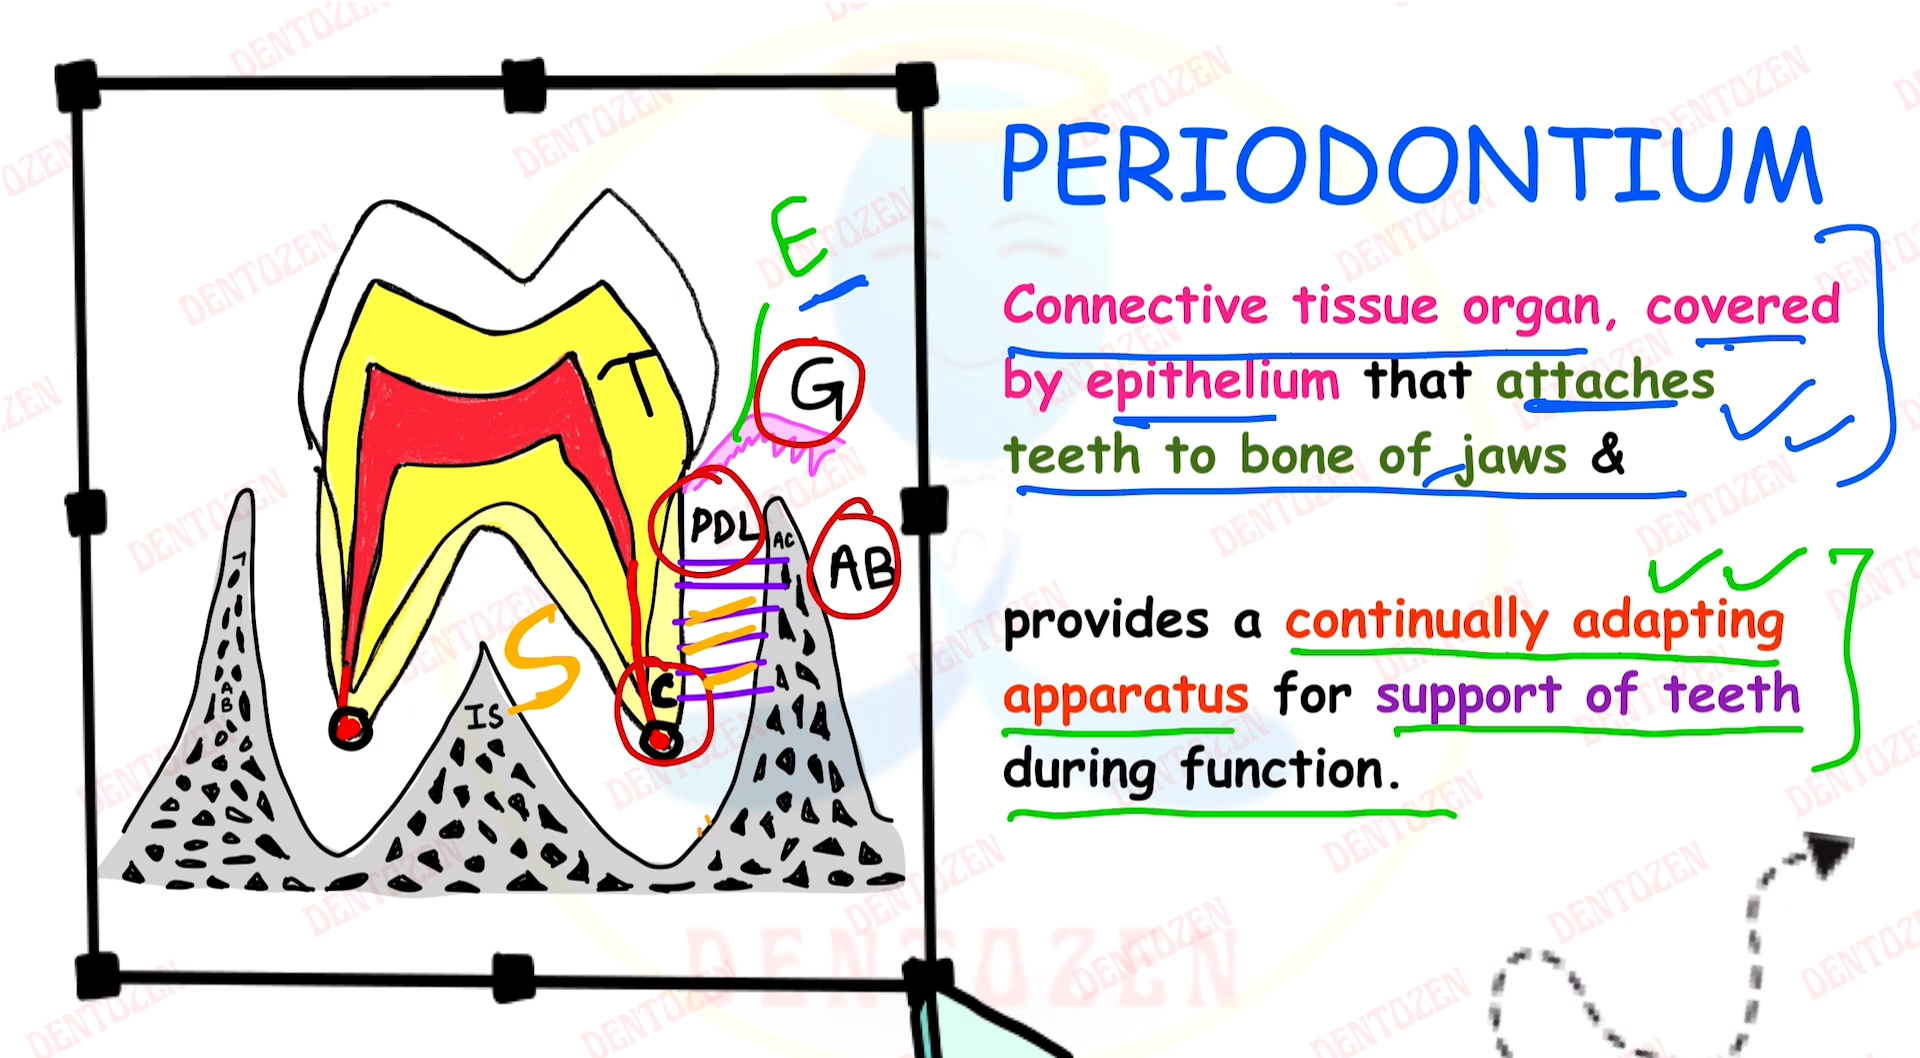 PERIODONTIUM
Connective tissue organ, covered
by epithelium that attaches
teeth to bone of jaws &
provides a continually adapting
apparatus for support of teeth
during function.
E
G
T
PDL
AC
AB
S
C
IS
A
B
DENTOZEN